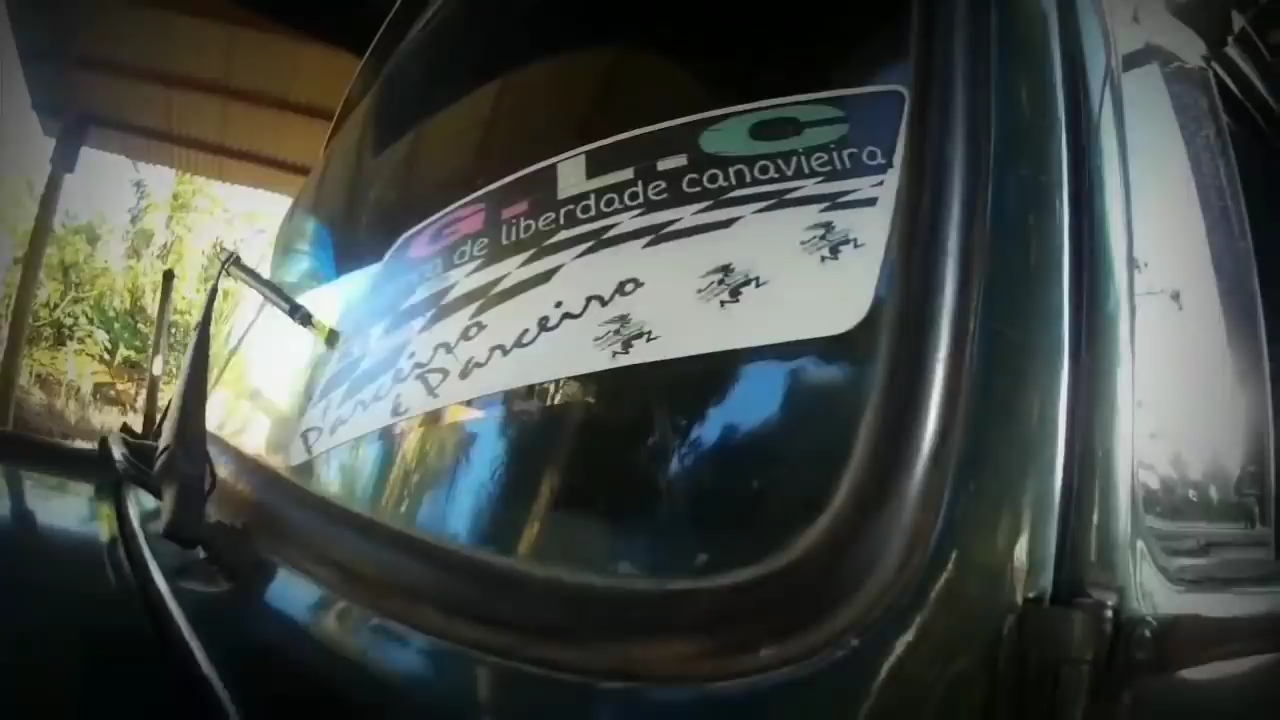 G. L. C
de liberdade canavieira
Parceiro
é Parceiro